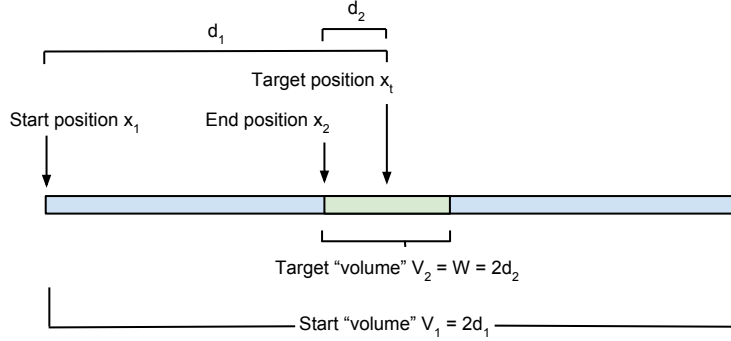 d₂
d₁
Target position xₜ
Start position x₁
End position x₂
Target “volume” V₂ = W = 2d₂
Start “volume” V₁ = 2d₁